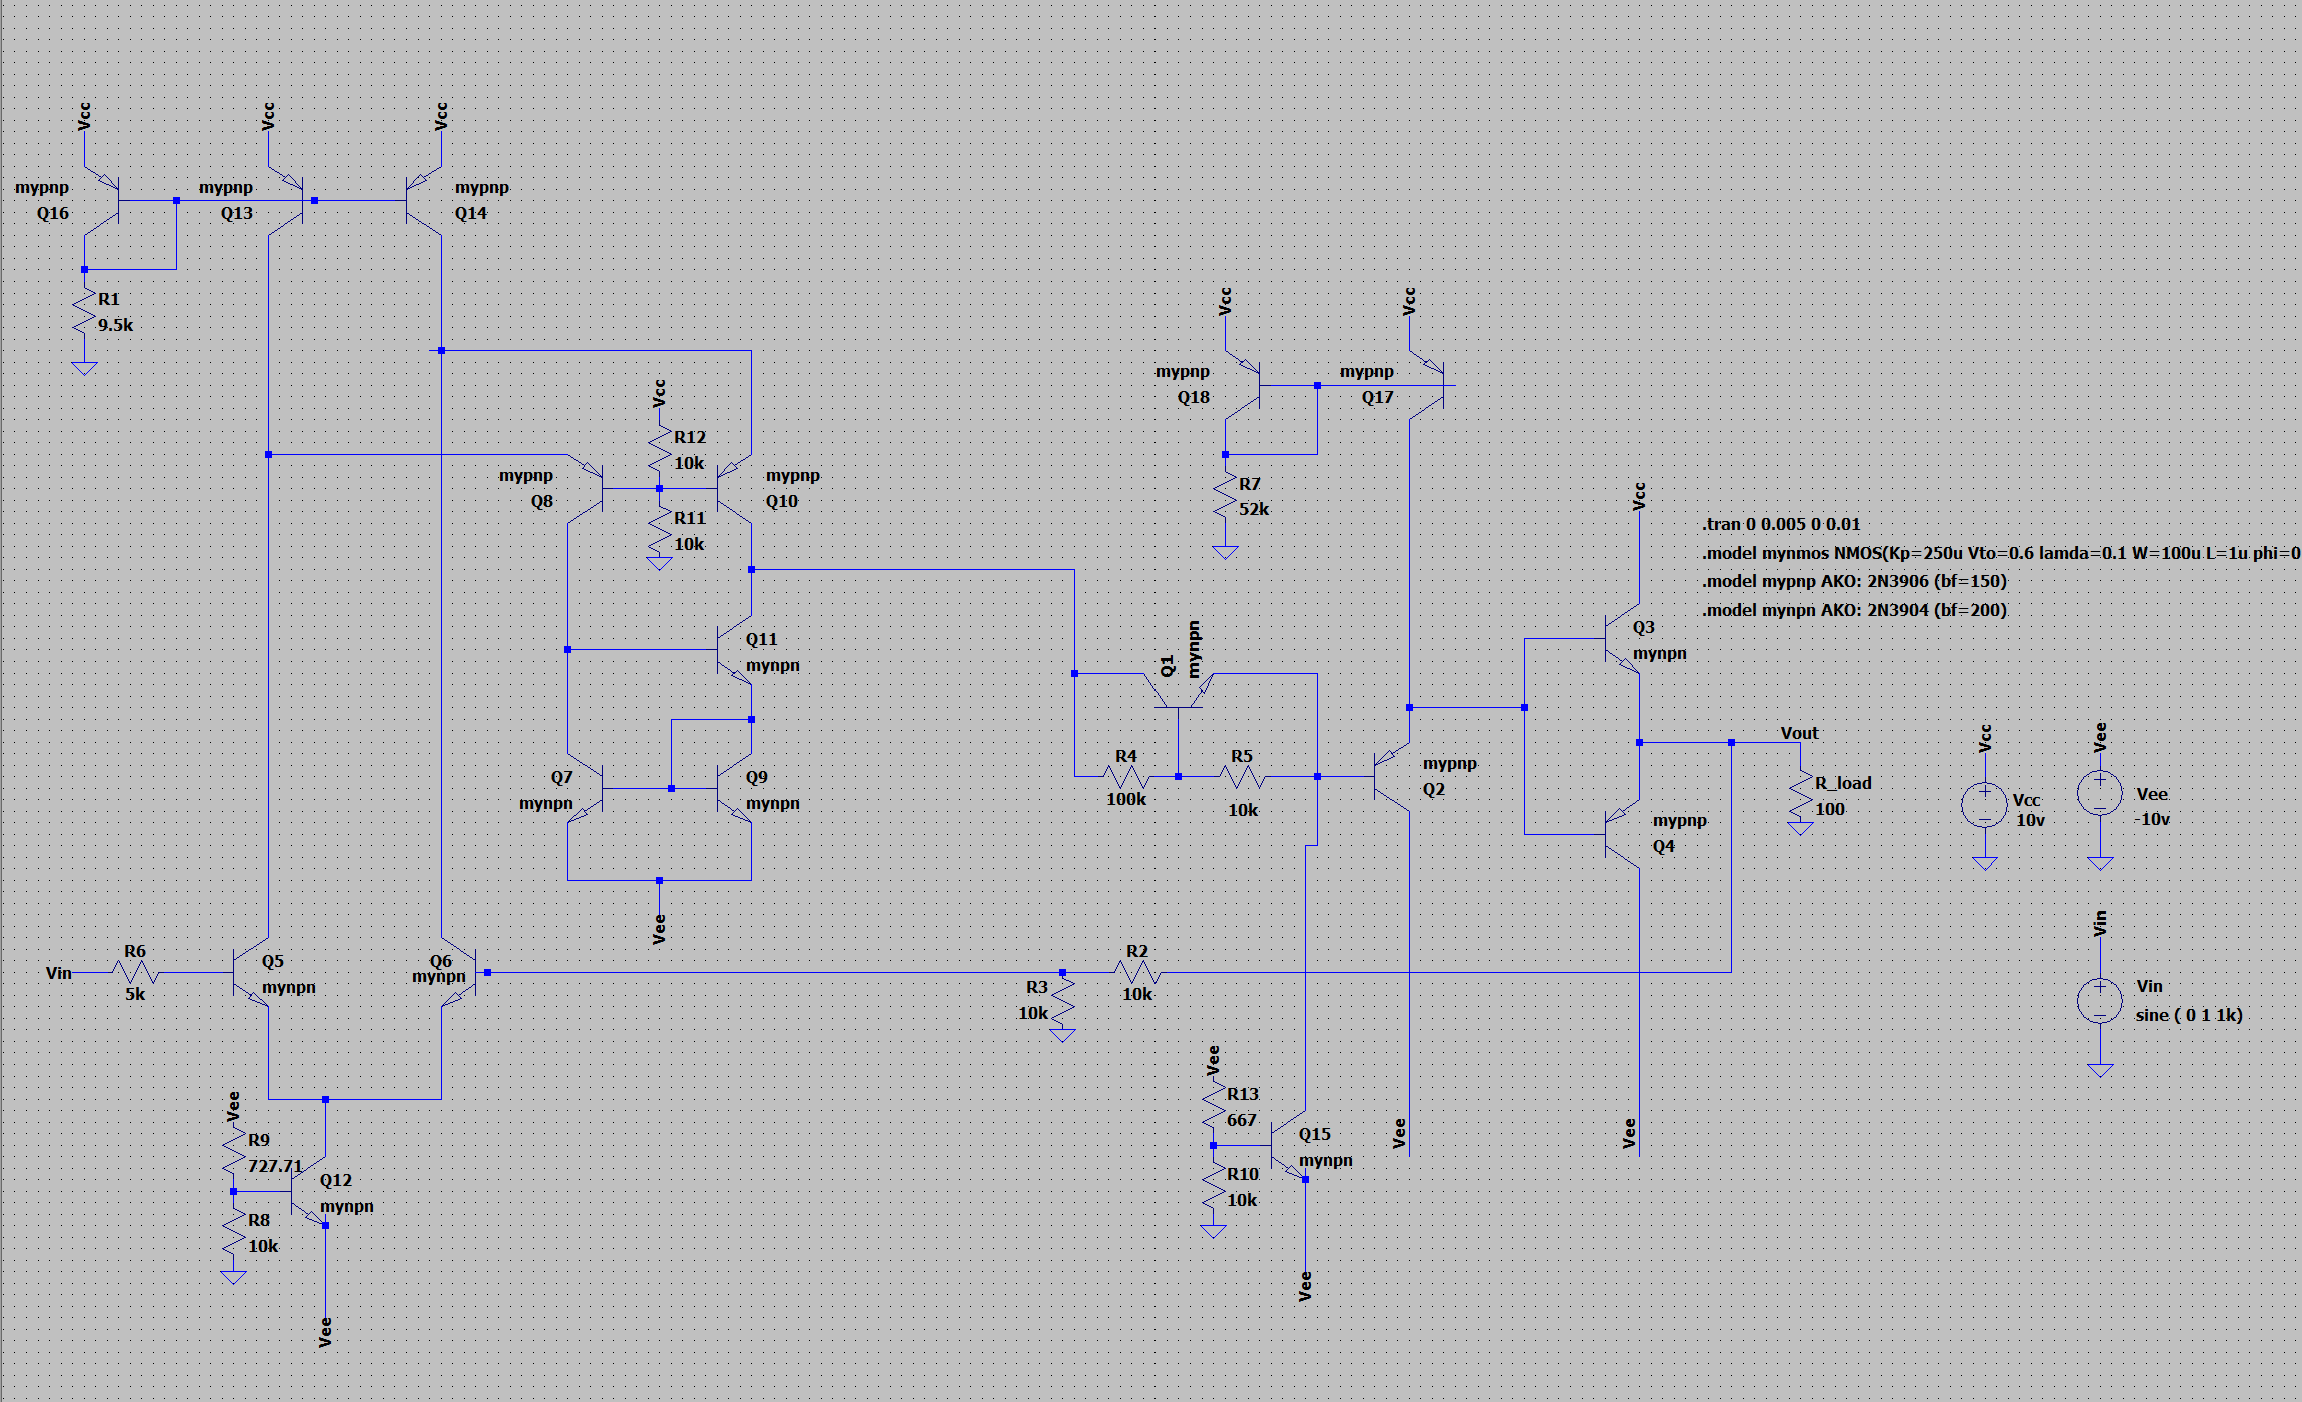 Vcc
Vcc
Vcc
mypnp
Q16
mypnp
Q13
mypnp
Q14
R1
9.5k
Vcc
R12
10k
mypnp
Q8
mypnp
Q10
R11
10k
Vcc
Vcc
mypnp
Q18
mypnp
Q17
R7
52k
Vcc
.tran 0 0.005 0 0.01
.model mynmos NMOS(Kp=250u Vto=0.6 lamda=0.1 W=100u L=1u phi=0
.model mypnp AKO: 2N3906 (bf=150)
.model mynpn AKO: 2N3904 (bf=200)
Q11
mynpn
Q1
mynpn
Q3
mynpn
Q7
mynpn
Q9
mynpn
Vee
R4
100k
R5
10k
mypnp
Q2
Vout
R_load
100
mypnp
Q4
Vcc
Vcc
10v
Vee
Vee
-10v
Vin
R6
5k
Q5
mynpn
Q6
mynpn
R3
10k
R2
10k
Vin
Vin
sine ( 0 1 1k)
Vee
R9
727.71
Q12
mynpn
R8
10k
Vee
Vee
R13
667
Q15
mynpn
R10
10k
Vee
Vee
Vee